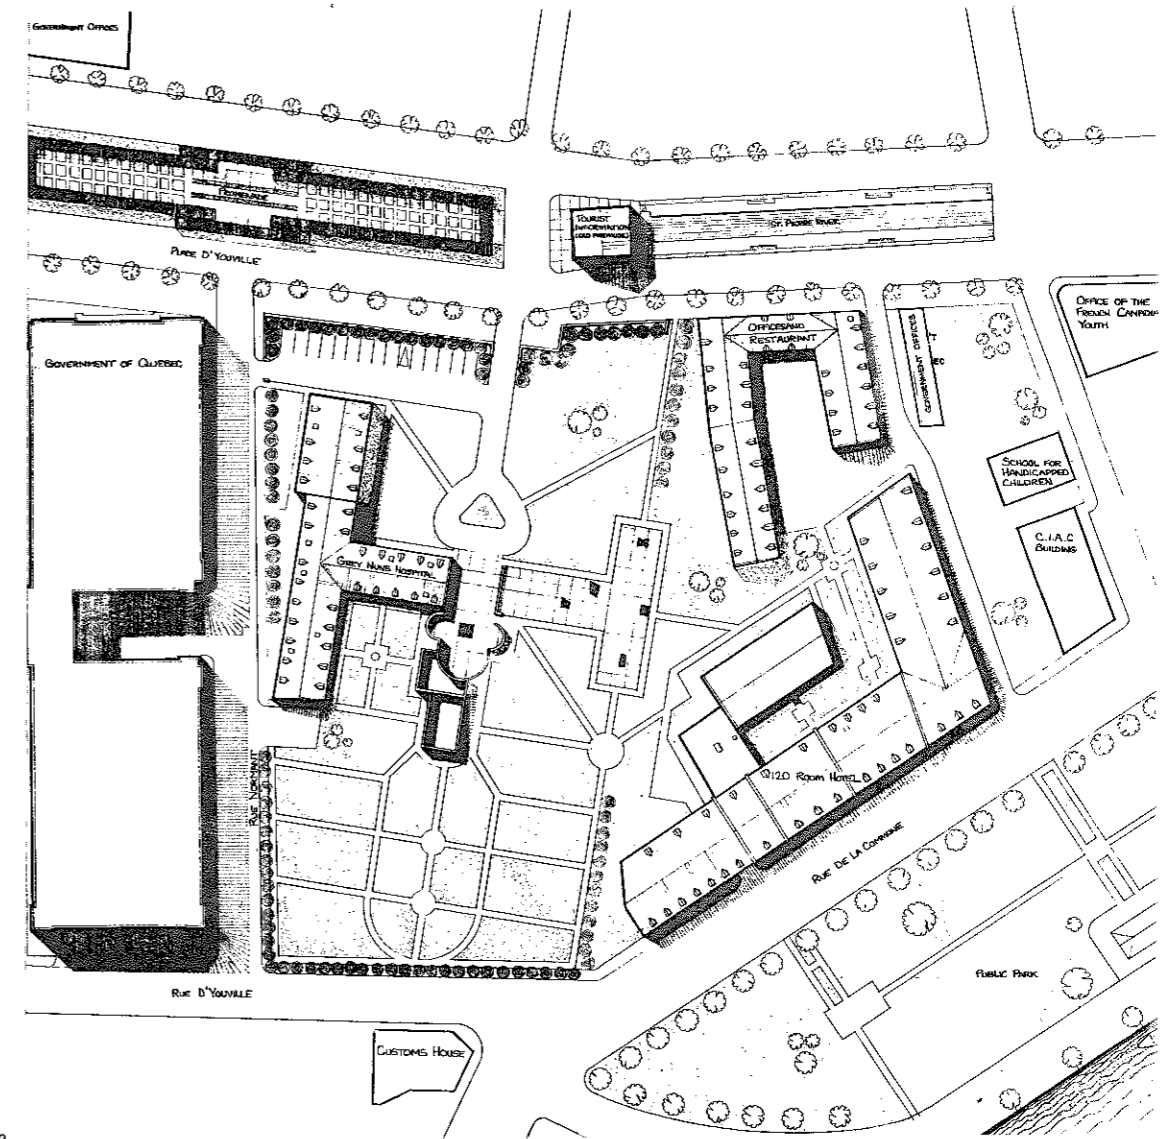 GOVERNMENT OFFICES
PROMENADE
TOURIST
INFORMATION
(OLD FIREHOUSE)
ST. PIERRE RIVER
PLACE D'YOUVILLE
OFFICE OF THE
FRENCH CANADIAN
YOUTH
OFFICES AND
RESTAURANT
GOVERNMENT OFFICES
GOVERNMENT OF QUEBEC
SCHOOL FOR
HANDICAPPED
CHILDREN
C.I.A.C
BUILDING
GREY NUNS HOSPITAL
RUE NORMANT
120 ROOM HOTEL
RUE DE LA COMMUNE
PUBLIC PARK
RUE D'YOUVILLE
CUSTOMS HOUSE